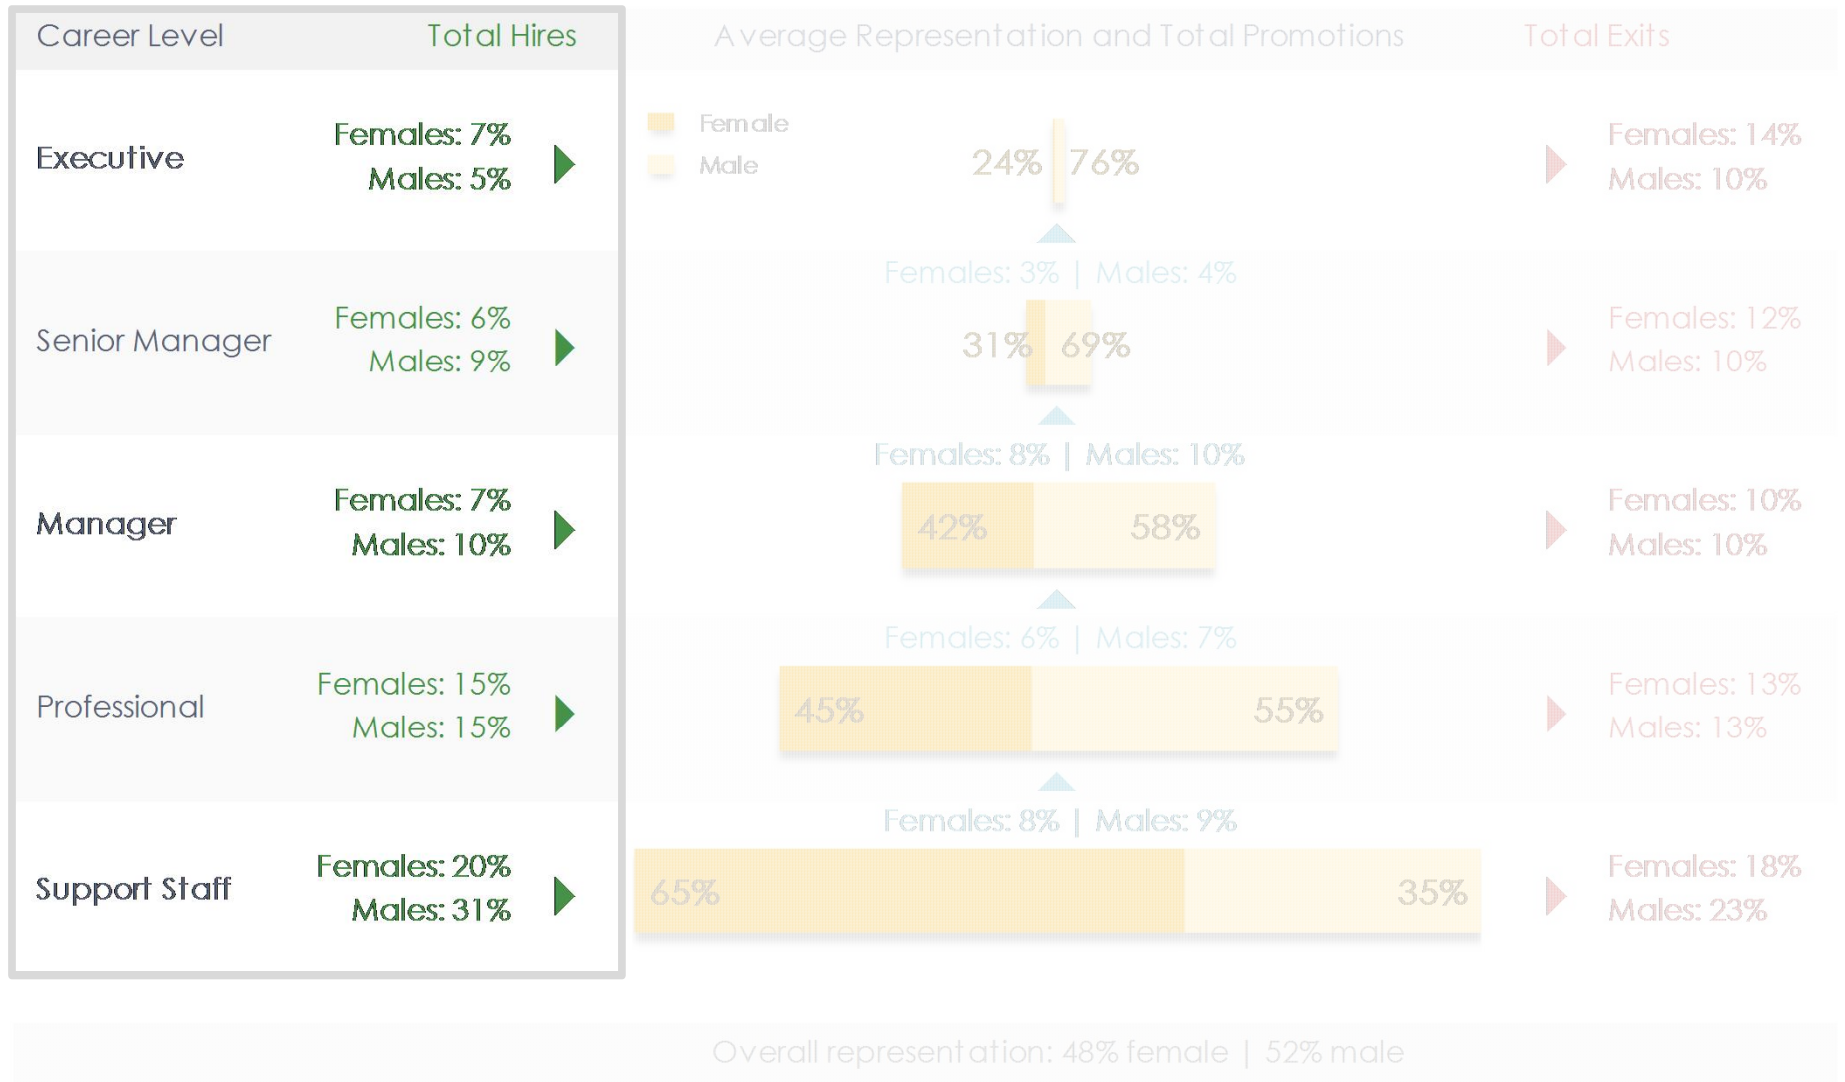 Career Level Total Hires Average Representation and Total Promotions Total Exits
Female
Male
Executive
Females: 7%
Males: 5%
24% 76%
Females: 14%
Males: 10%
Females: 3% | Males: 4%
Senior Manager
Females: 6%
Males: 9%
31% 69%
Females: 12%
Males: 10%
Females: 8% | Males: 10%
Manager
Females: 7%
Males: 10%
42% 58%
Females: 10%
Males: 10%
Females: 6% | Males: 7%
Professional
Females: 15%
Males: 15%
45% 55%
Females: 13%
Males: 13%
Females: 8% | Males: 9%
Support Staff
Females: 20%
Males: 31%
65% 35%
Females: 18%
Males: 23%
Overall representation: 48% female | 52% male